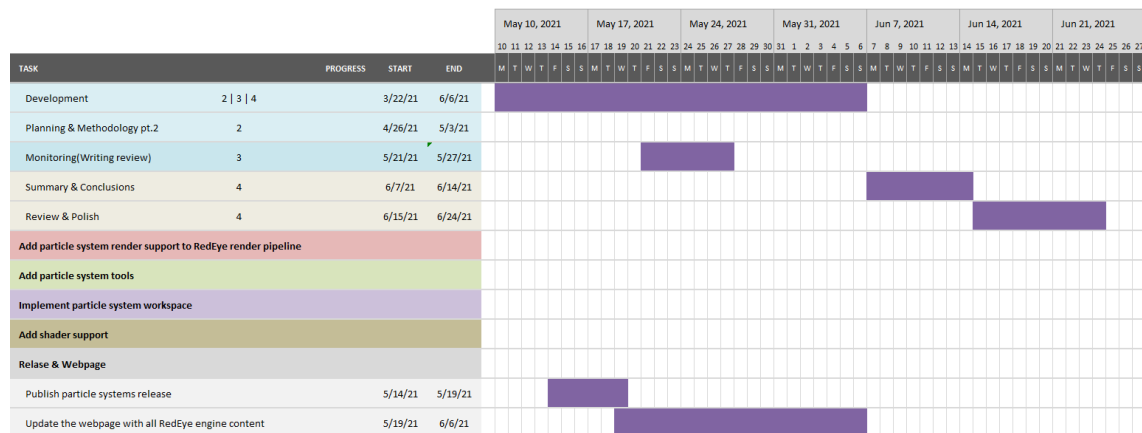 May 10, 2021 May 17, 2021 May 24, 2021 May 31, 2021 Jun 7, 2021 Jun 14, 2021 Jun 21, 2021
10 11 12 13 14 15 16 17 18 19 20 21 22 23 24 25 26 27 28 29 30 31 1 2 3 4 5 6 7 8 9 10 11 12 13 14 15 16 17 18 19 20 21 22 23 24 25 26 27
TASK PROGRESS START END M T W T F S S M T W T F S S M T W T F S S M T W T F S S M T W T F S S M T W T F S S M T W T F S S
Development 2 | 3 | 4 3/22/21 6/6/21
Planning & Methodology pt.2 2 4/26/21 5/3/21
Monitoring(Writing review) 3 5/21/21 5/27/21
Summary & Conclusions 4 6/7/21 6/14/21
Review & Polish 4 6/15/21 6/24/21
Add particle system render support to RedEye render pipeline
Add particle system tools
Implement particle system workspace
Add shader support
Relase & Webpage
Publish particle systems release 5/14/21 5/19/21
Update the webpage with all RedEye engine content 5/19/21 6/6/21